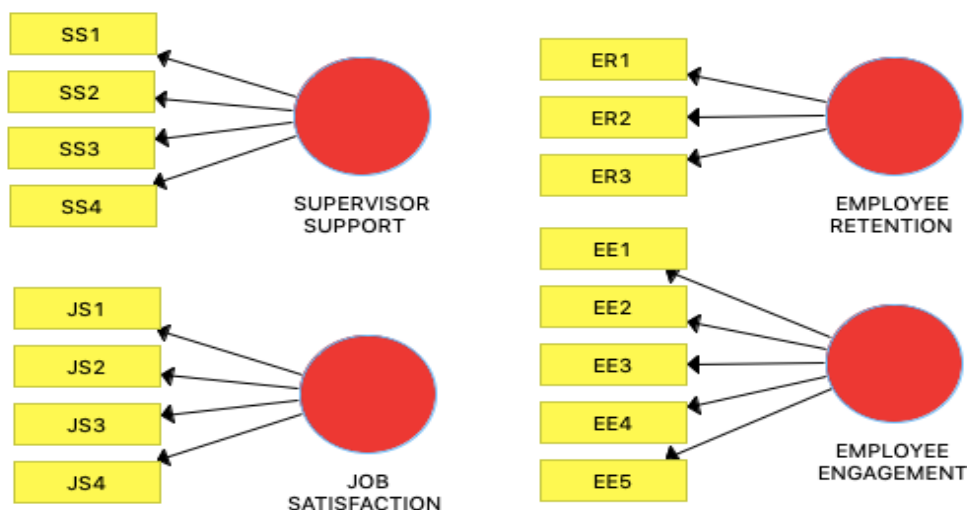 SS1
SS2
SS3
SS4
SUPERVISOR
SUPPORT
ER1
ER2
ER3
EMPLOYEE
RETENTION
JS1
JS2
JS3
JS4
JOB
SATISFACTION
EE1
EE2
EE3
EE4
EE5
EMPLOYEE
ENGAGEMENT